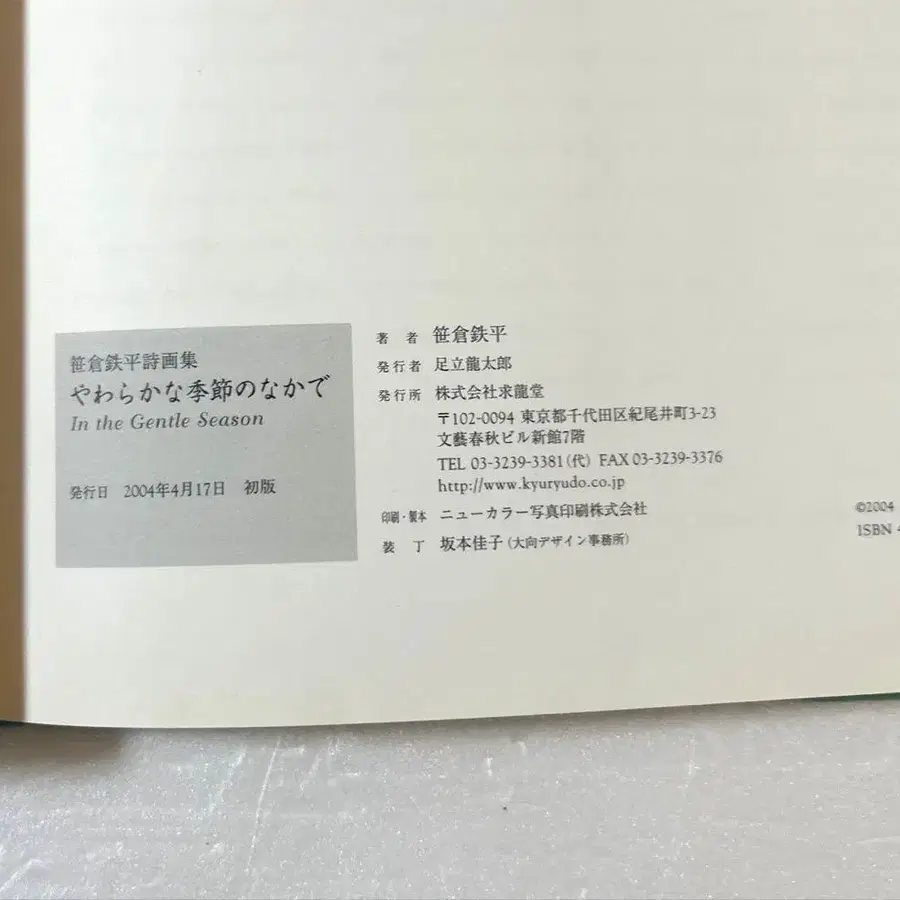 笹倉鉄平詩画集
やわらかな季節のなかで
In the Gentle Season
発行日 2004年4月17日 初版
著者 笹倉鉄平
発行者 足立龍太郎
発行所 株式会社求龍堂
〒102-0094 東京都千代田区紀尾井町3-23
文藝春秋ビル新館7階
TEL 03-3239-3381(代) FAX 03-3239-3376
http://www.kyuryudo.co.jp
印刷・製本 ニューカラー写真印刷株式会社
装丁 坂本佳子(大向デザイン事務所)
©2004
ISBN 4